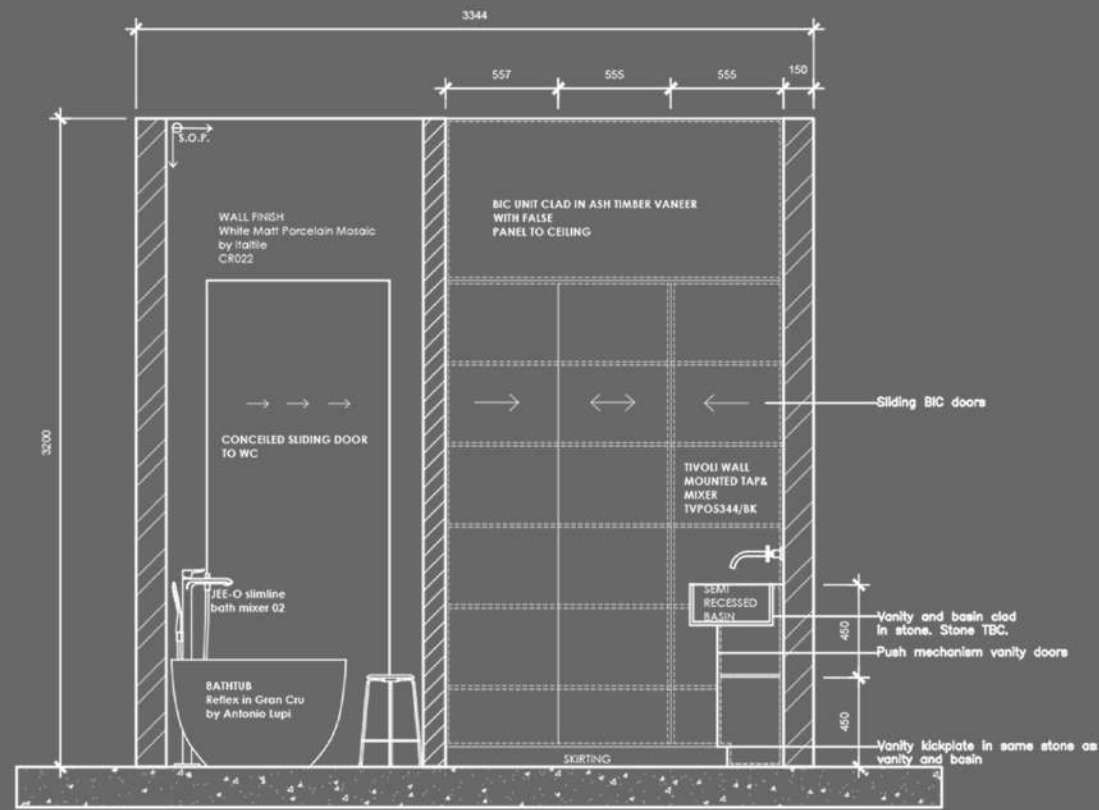 3344
557
555
555
150
S.O.P.
3200
WALL FINISH
White Matt Porcelain Mosaic
by Italtile
CR022
BIC UNIT CLAD IN ASH TIMBER VANEER
WITH FALSE
PANEL TO CEILING
Sliding BIC doors
CONCEILED SLIDING DOOR
TO WC
TIVOLI WALL
MOUNTED TAP&
MIXER
TVPOS344/BK
JEE-O slimline
bath mixer 02
SEMI
RECESSED
BASIN
450
Vanity and basin clad
in stone. Stone TBC.
Push mechanism vanity doors
BATHTUB
Reflex in Gran Cru
by Antonio Lupi
450
SKIRTING
Vanity kickplate in same stone as
vanity and basin